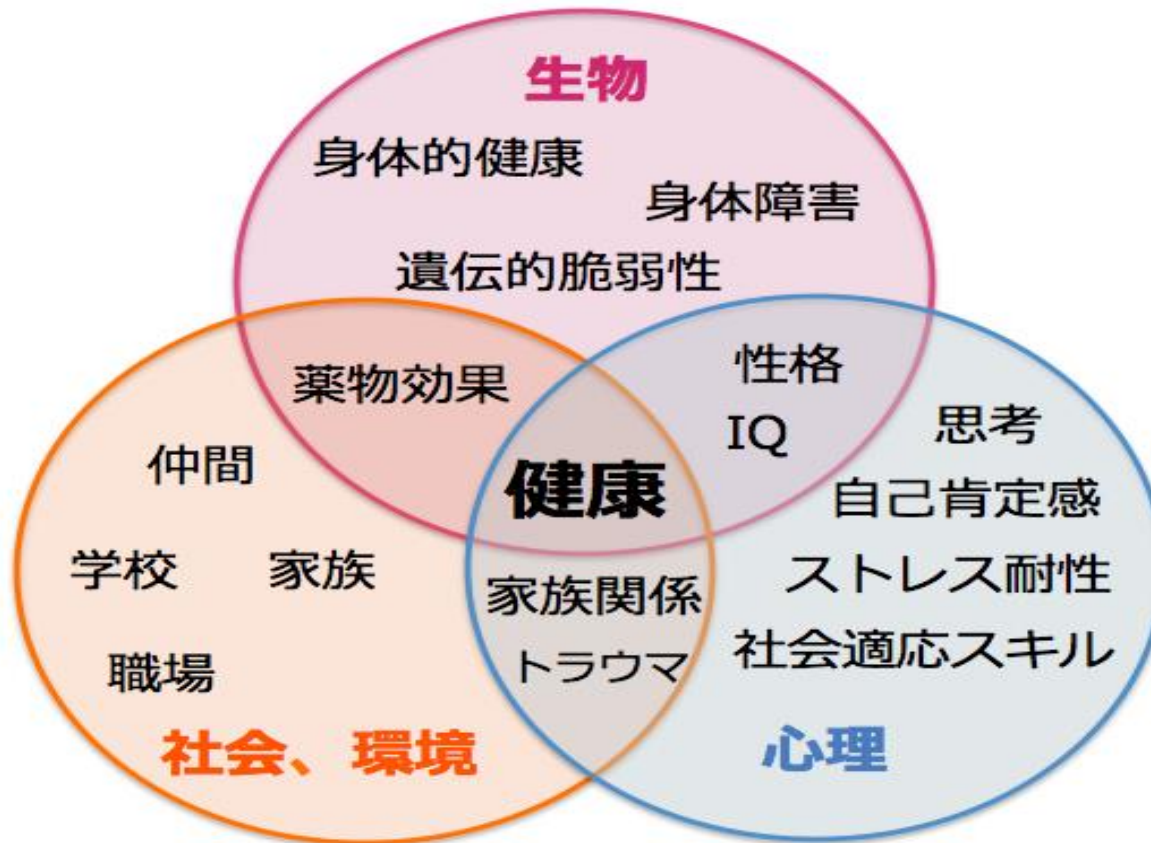 生物
身体的健康
身体障害
遺伝的脆弱性
薬物効果
性格
IQ
思考
仲間
健康
自己肯定感
学校
家族
家族関係
ストレス耐性
トラウマ
社会適応スキル
職場
社会、環境
心理